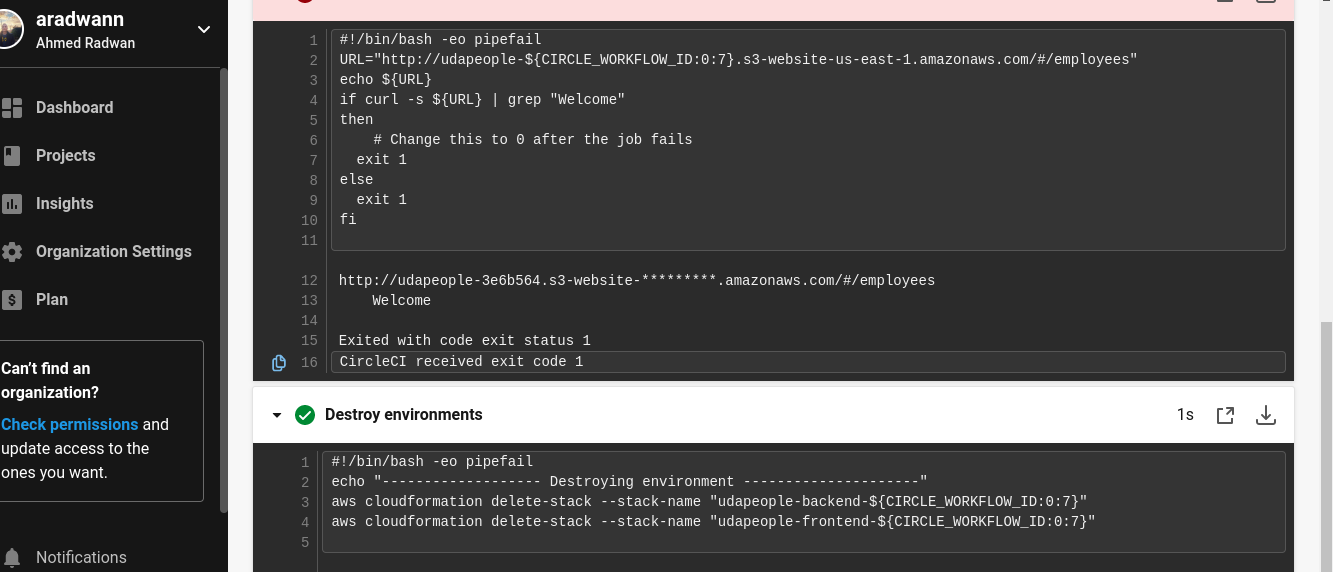 aradwann
Ahmed Radwan
Dashboard
Projects
Insights
Organization Settings
Plan
Can't find an
organization?
Check permissions and
update access to the
ones you want.
Notifications
1 #!/bin/bash -eo pipefail
2 URL="http://udapeople-${CIRCLE_WORKFLOW_ID:0:7}.s3-website-us-east-1.amazonaws.com/#/employees"
3 echo ${URL}
4 if curl -s ${URL} | grep "Welcome"
5 then
6     # Change this to 0 after the job fails
7   exit 1
8 else
9   exit 1
10 fi
11
12 http://udapeople-3e6b564.s3-website-*********.amazonaws.com/#/employees
13     Welcome
14
15 Exited with code exit status 1
16 CircleCI received exit code 1
Destroy environments 1s
1 #!/bin/bash -eo pipefail
2 echo "------------------- Destroying environment ---------------------"
3 aws cloudformation delete-stack --stack-name "udapeople-backend-${CIRCLE_WORKFLOW_ID:0:7}"
4 aws cloudformation delete-stack --stack-name "udapeople-frontend-${CIRCLE_WORKFLOW_ID:0:7}"
5